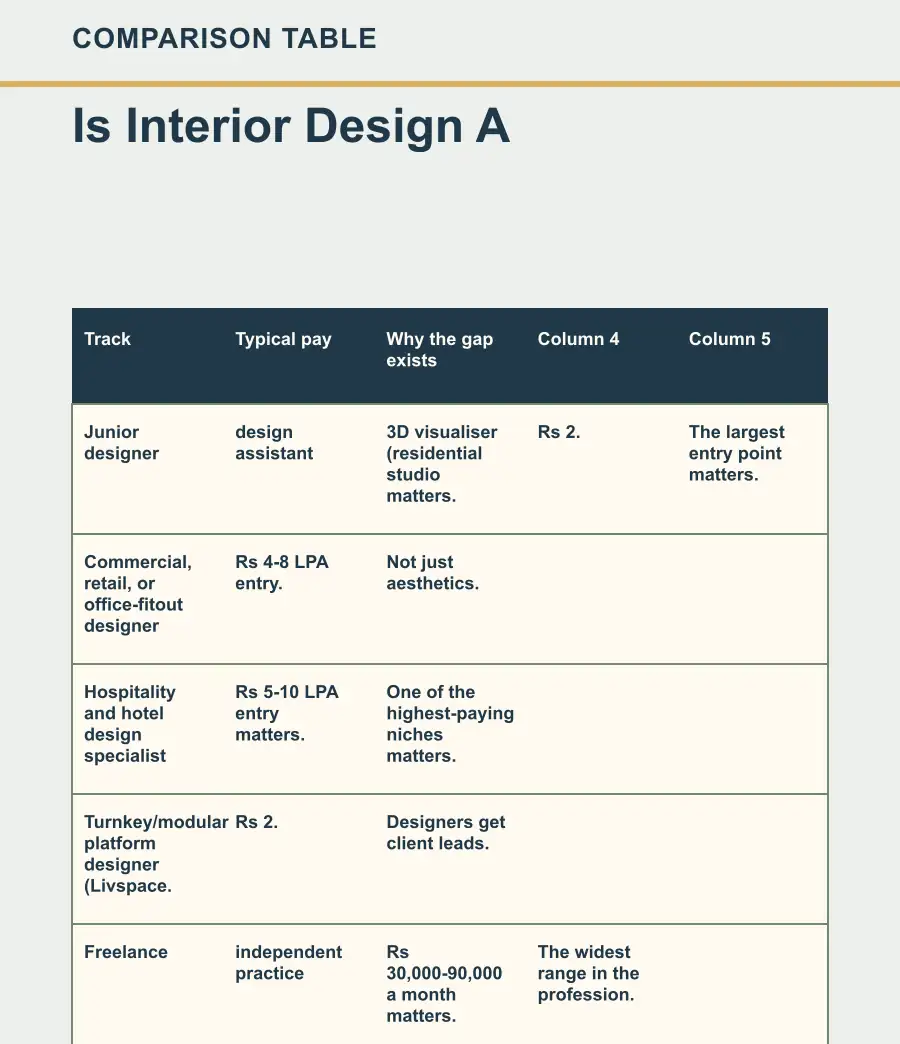 COMPARISON TABLE
Is Interior Design A
Track
Typical pay
Why the gap
exists
Column 4
Column 5
Junior
designer
design
assistant
3D visualiser
(residential
studio
matters.
Rs 2.
The largest
entry point
matters.
Commercial,
retail, or
office-fitout
designer
Rs 4-8 LPA
entry.
Not just
aesthetics.
Hospitality
and hotel
design
specialist
Rs 5-10 LPA
entry
matters.
One of the
highest-paying
niches
matters.
Turnkey/modular
platform
designer
(Livspace.
Rs 2.
Designers get
client leads.
Freelance
independent
practice
Rs
30,000-90,000
a month
matters.
The widest
range in the
profession.